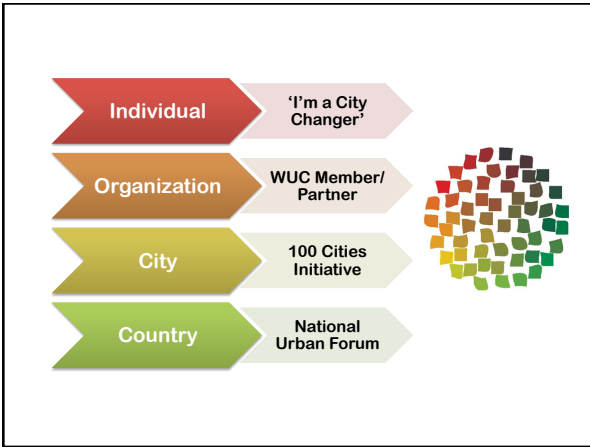 Individual
‘I'm a City
Changer’
Organization
WUC Member/
Partner
City
100 Cities
Initiative
Country
National
Urban Forum